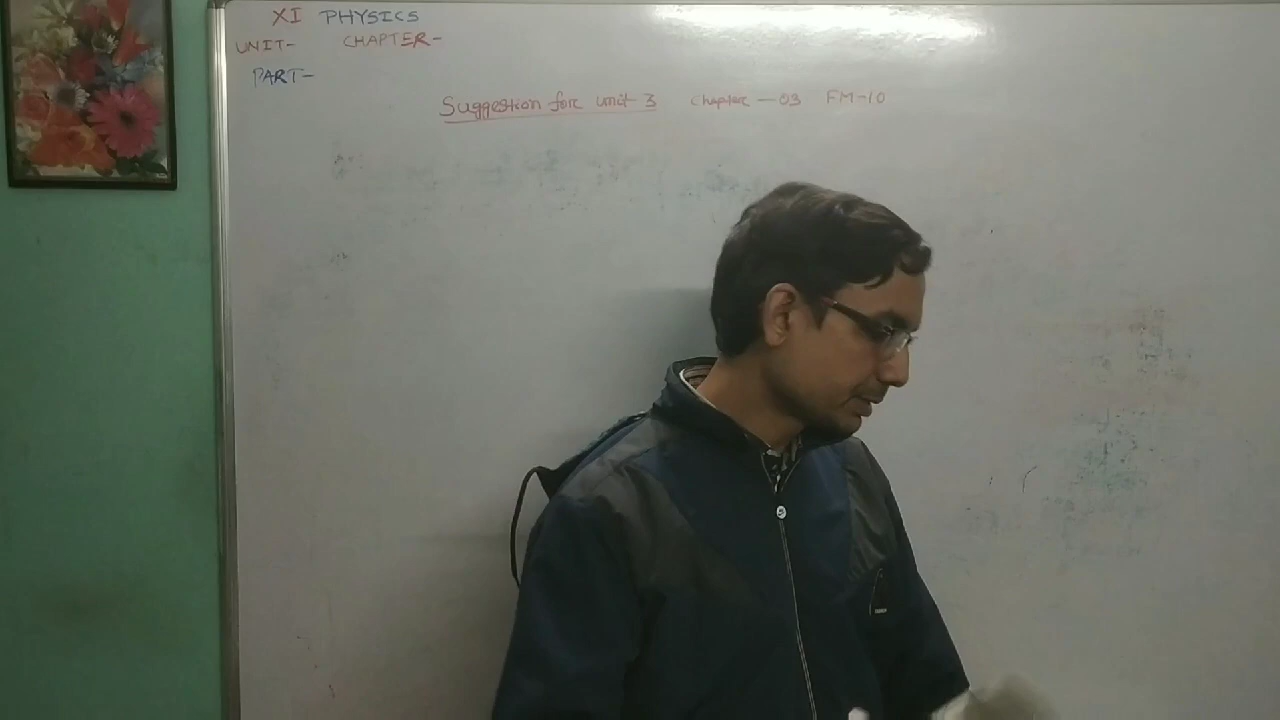 XI PHYSICS
UNIT- CHAPTER-
PART-
Suggestion for unit 3 Chapter - 03 FM-10